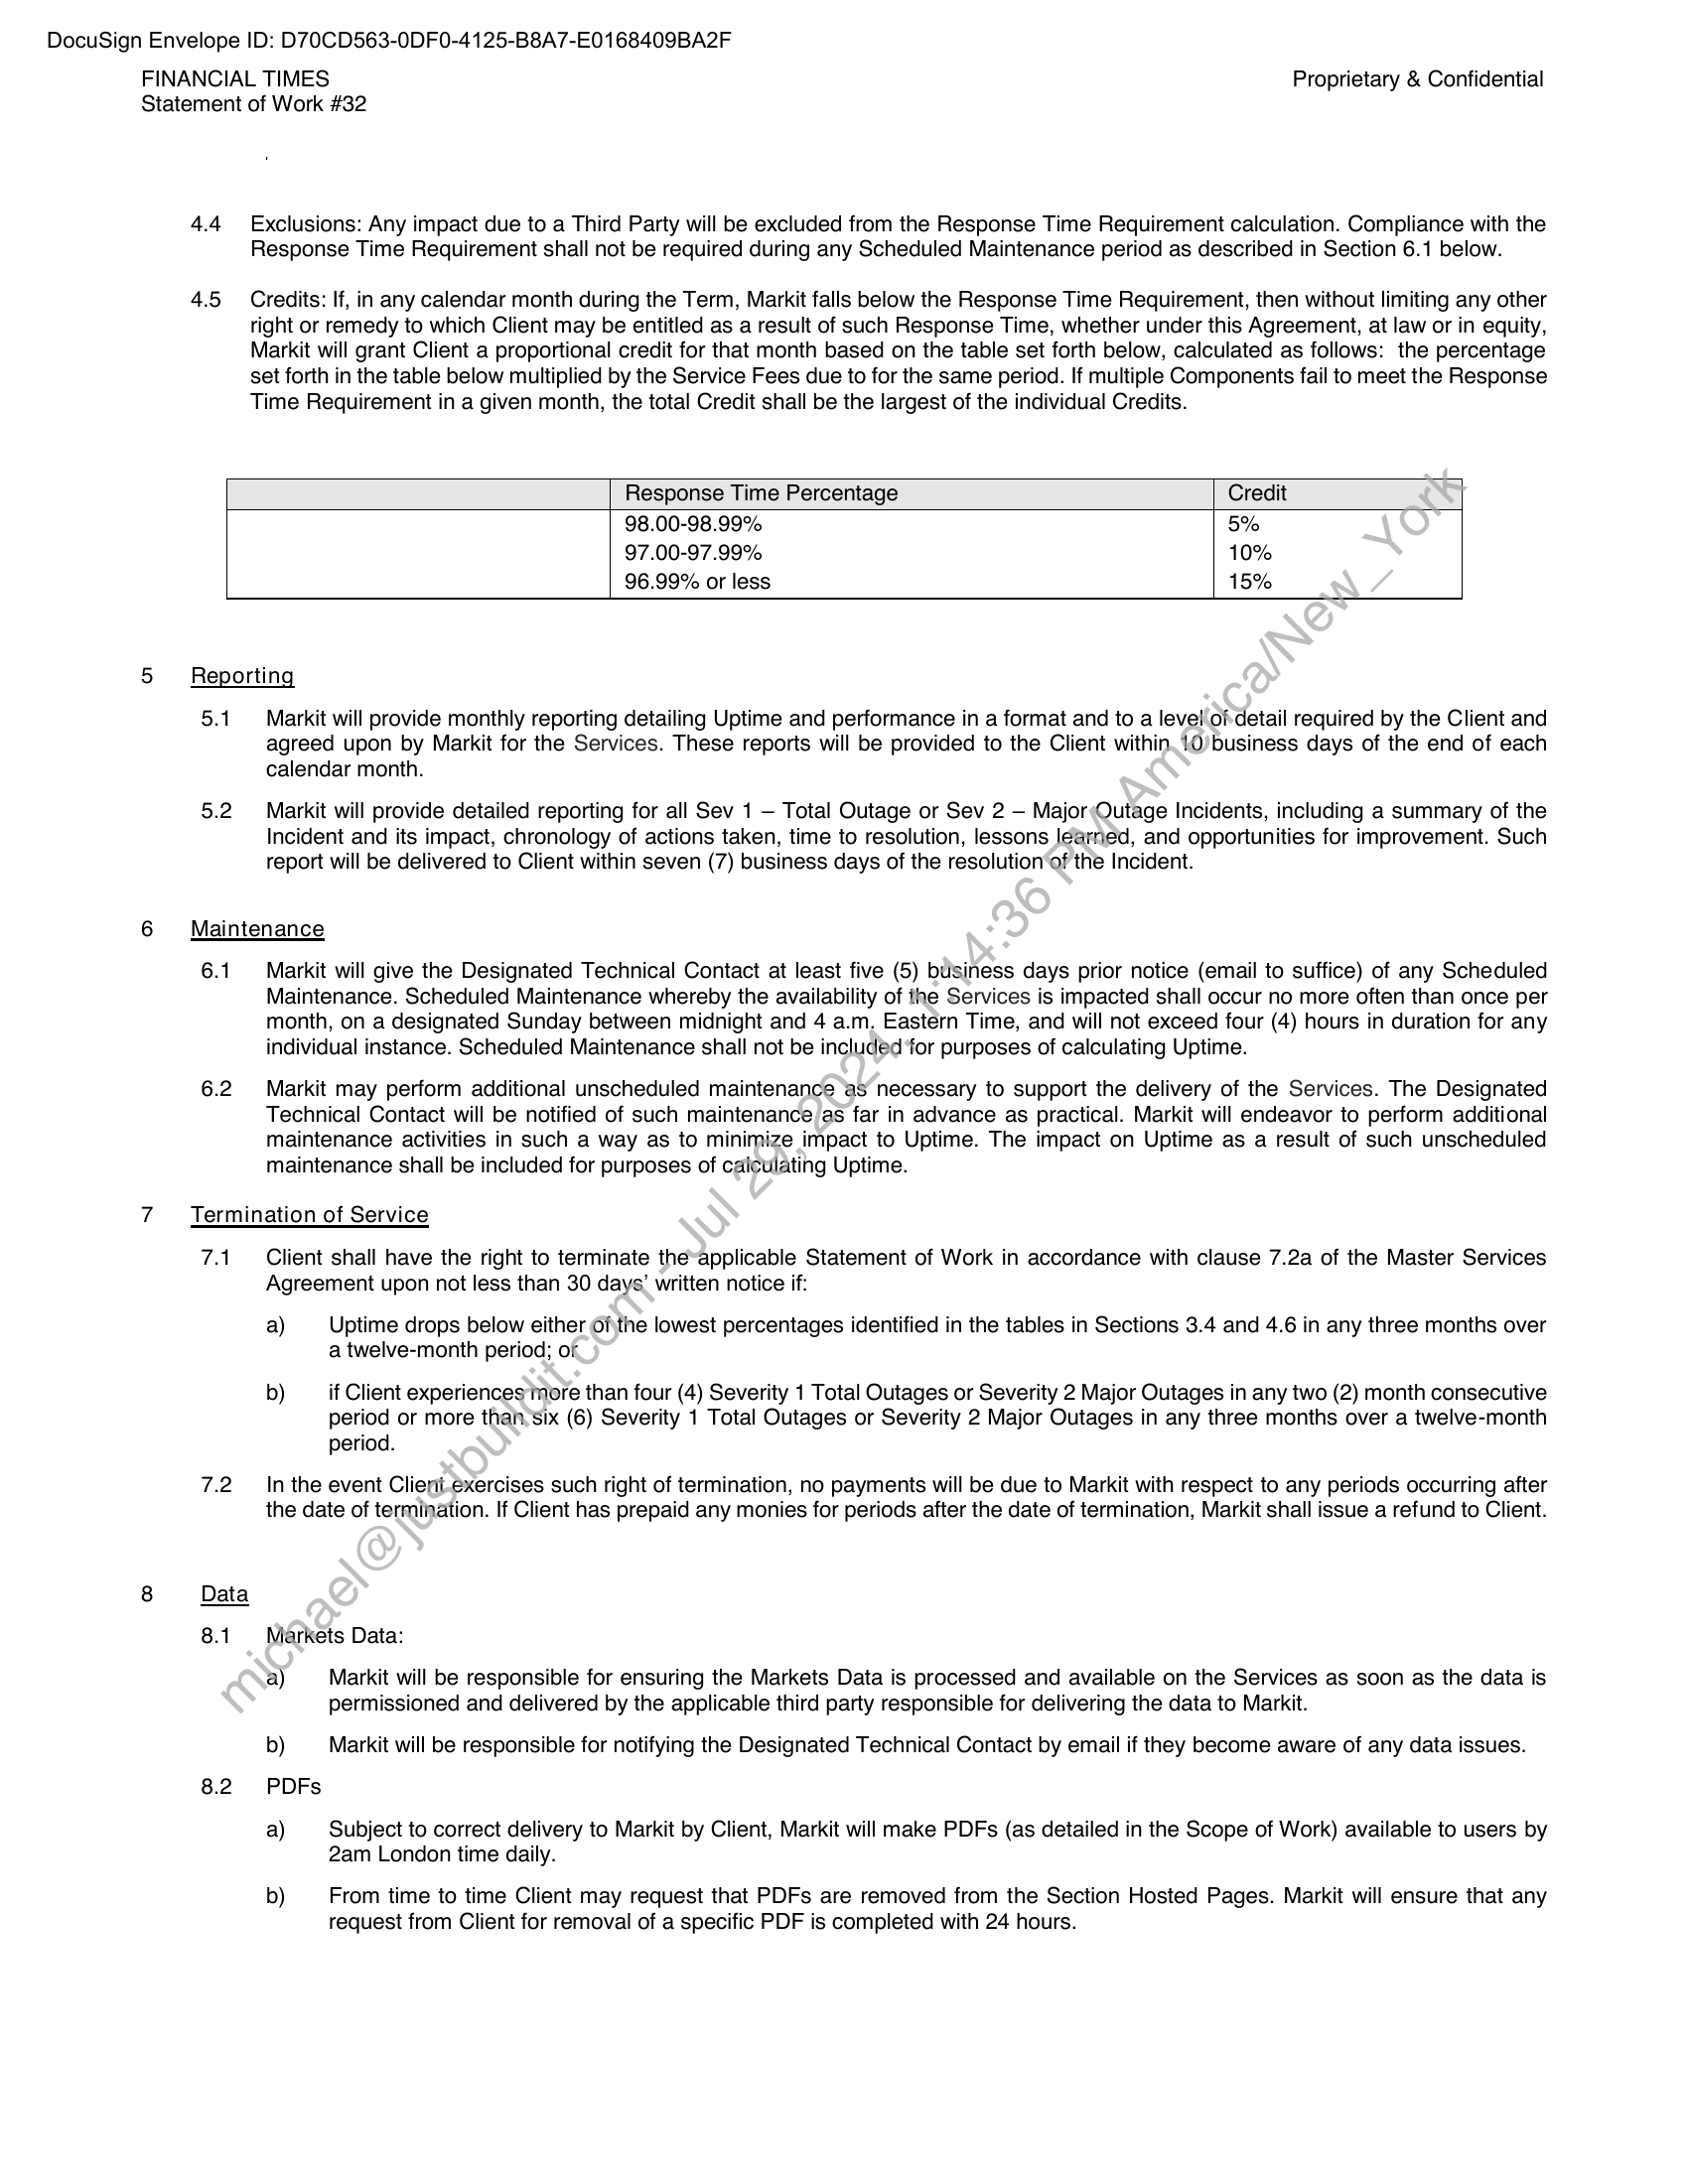 DocuSign Envelope ID: D70CD563-0DF0-4125-B8A7-E0168409BA2F
FINANCIAL TIMES
Statement of Work #32
Proprietary & Confidential
4.4 Exclusions: Any impact due to a Third Party will be excluded from the Response Time Requirement calculation. Compliance with the
Response Time Requirement shall not be required during any Scheduled Maintenance period as described in Section 6.1 below.
4.5 Credits: If, in any calendar month during the Term, Markit falls below the Response Time Requirement, then without limiting any other
right or remedy to which Client may be entitled as a result of such Response Time, whether under this Agreement, at law or in equity,
Markit will grant Client a proportional credit for that month based on the table set forth below, calculated as follows: the percentage
set forth in the table below multiplied by the Service Fees due to for the same period. If multiple Components fail to meet the Response
Time Requirement in a given month, the total Credit shall be the largest of the individual Credits.
Response Time Percentage Credit
98.00-98.99% 5%
97.00-97.99% 10%
96.99% or less 15%
5 Reporting
5.1 Markit will provide monthly reporting detailing Uptime and performance in a format and to a level of detail required by the Client and
agreed upon by Markit for the Services. These reports will be provided to the Client within 10 business days of the end of each
calendar month.
5.2 Markit will provide detailed reporting for all Sev 1 – Total Outage or Sev 2 – Major Outage Incidents, including a summary of the
Incident and its impact, chronology of actions taken, time to resolution, lessons learned, and opportunities for improvement. Such
report will be delivered to Client within seven (7) business days of the resolution of the Incident.
6 Maintenance
6.1 Markit will give the Designated Technical Contact at least five (5) business days prior notice (email to suffice) of any Scheduled
Maintenance. Scheduled Maintenance whereby the availability of the Services is impacted shall occur no more often than once per
month, on a designated Sunday between midnight and 4 a.m. Eastern Time, and will not exceed four (4) hours in duration for any
individual instance. Scheduled Maintenance shall not be included for purposes of calculating Uptime.
6.2 Markit may perform additional unscheduled maintenance as necessary to support the delivery of the Services. The Designated
Technical Contact will be notified of such maintenance as far in advance as practical. Markit will endeavor to perform additional
maintenance activities in such a way as to minimize impact to Uptime. The impact on Uptime as a result of such unscheduled
maintenance shall be included for purposes of calculating Uptime.
7 Termination of Service
7.1 Client shall have the right to terminate the applicable Statement of Work in accordance with clause 7.2a of the Master Services
Agreement upon not less than 30 days' written notice if:
a) Uptime drops below either of the lowest percentages identified in the tables in Sections 3.4 and 4.6 in any three months over
a twelve-month period; or
b) if Client experiences more than four (4) Severity 1 Total Outages or Severity 2 Major Outages in any two (2) month consecutive
period or more than six (6) Severity 1 Total Outages or Severity 2 Major Outages in any three months over a twelve-month
period.
7.2 In the event Client exercises such right of termination, no payments will be due to Markit with respect to any periods occurring after
the date of termination. If Client has prepaid any monies for periods after the date of termination, Markit shall issue a refund to Client.
8 Data
8.1 Markets Data:
a) Markit will be responsible for ensuring the Markets Data is processed and available on the Services as soon as the data is
permissioned and delivered by the applicable third party responsible for delivering the data to Markit.
b) Markit will be responsible for notifying the Designated Technical Contact by email if they become aware of any data issues.
8.2 PDFs
a) Subject to correct delivery to Markit by Client, Markit will make PDFs (as detailed in the Scope of Work) available to users by
2am London time daily.
b) From time to time Client may request that PDFs are removed from the Section Hosted Pages. Markit will ensure that any
request from Client for removal of a specific PDF is completed with 24 hours.
michael@justbuildit.com - Jul 29, 2024, 1:14:36 PM America/New_York